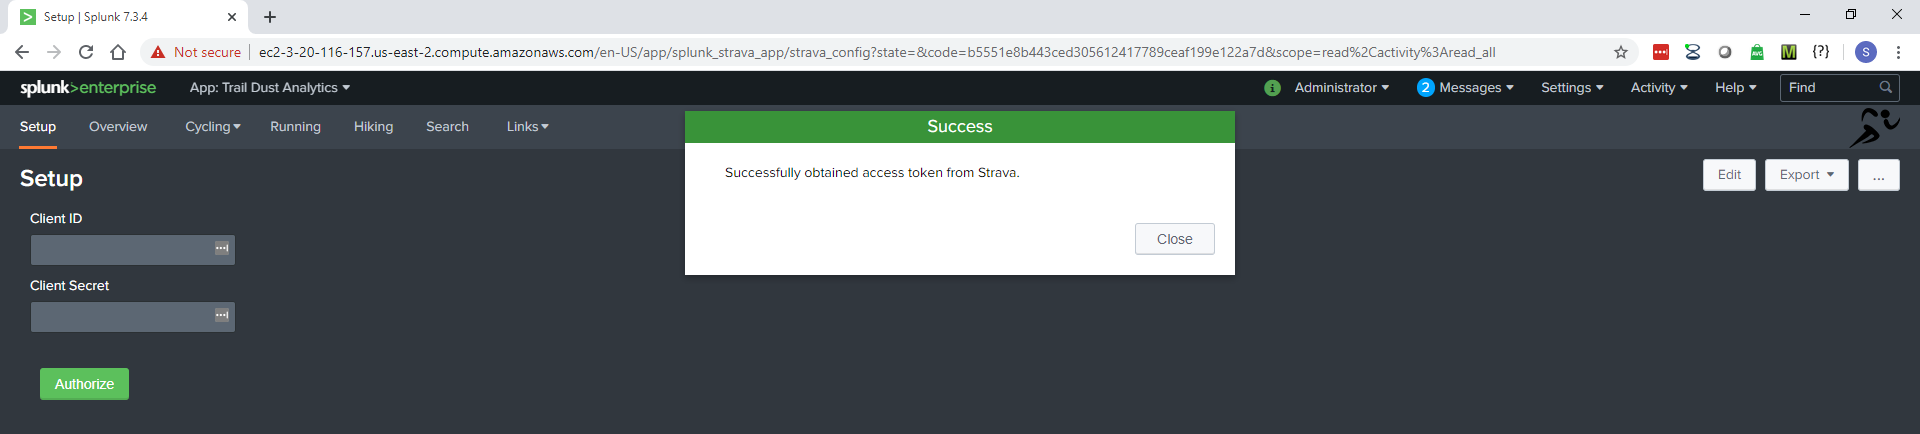 Setup | Splunk 7.3.4
Not secure | ec2-3-20-116-157.us-east-2.compute.amazonaws.com/en-US/app/splunk_strava_app/strava_config?state=&code=b5551e8b443ced305612417789ceaf199e122a7d&scope=read%2Cactivity%3Aread_all
AVG M {?} S
splunk>enterprise App: Trail Dust Analytics i Administrator 2 Messages Settings Activity Help Find
Setup Overview Cycling Running Hiking Search Links
Success
Successfully obtained access token from Strava.
Close
Setup
Edit Export ...
Client ID
Client Secret
Authorize